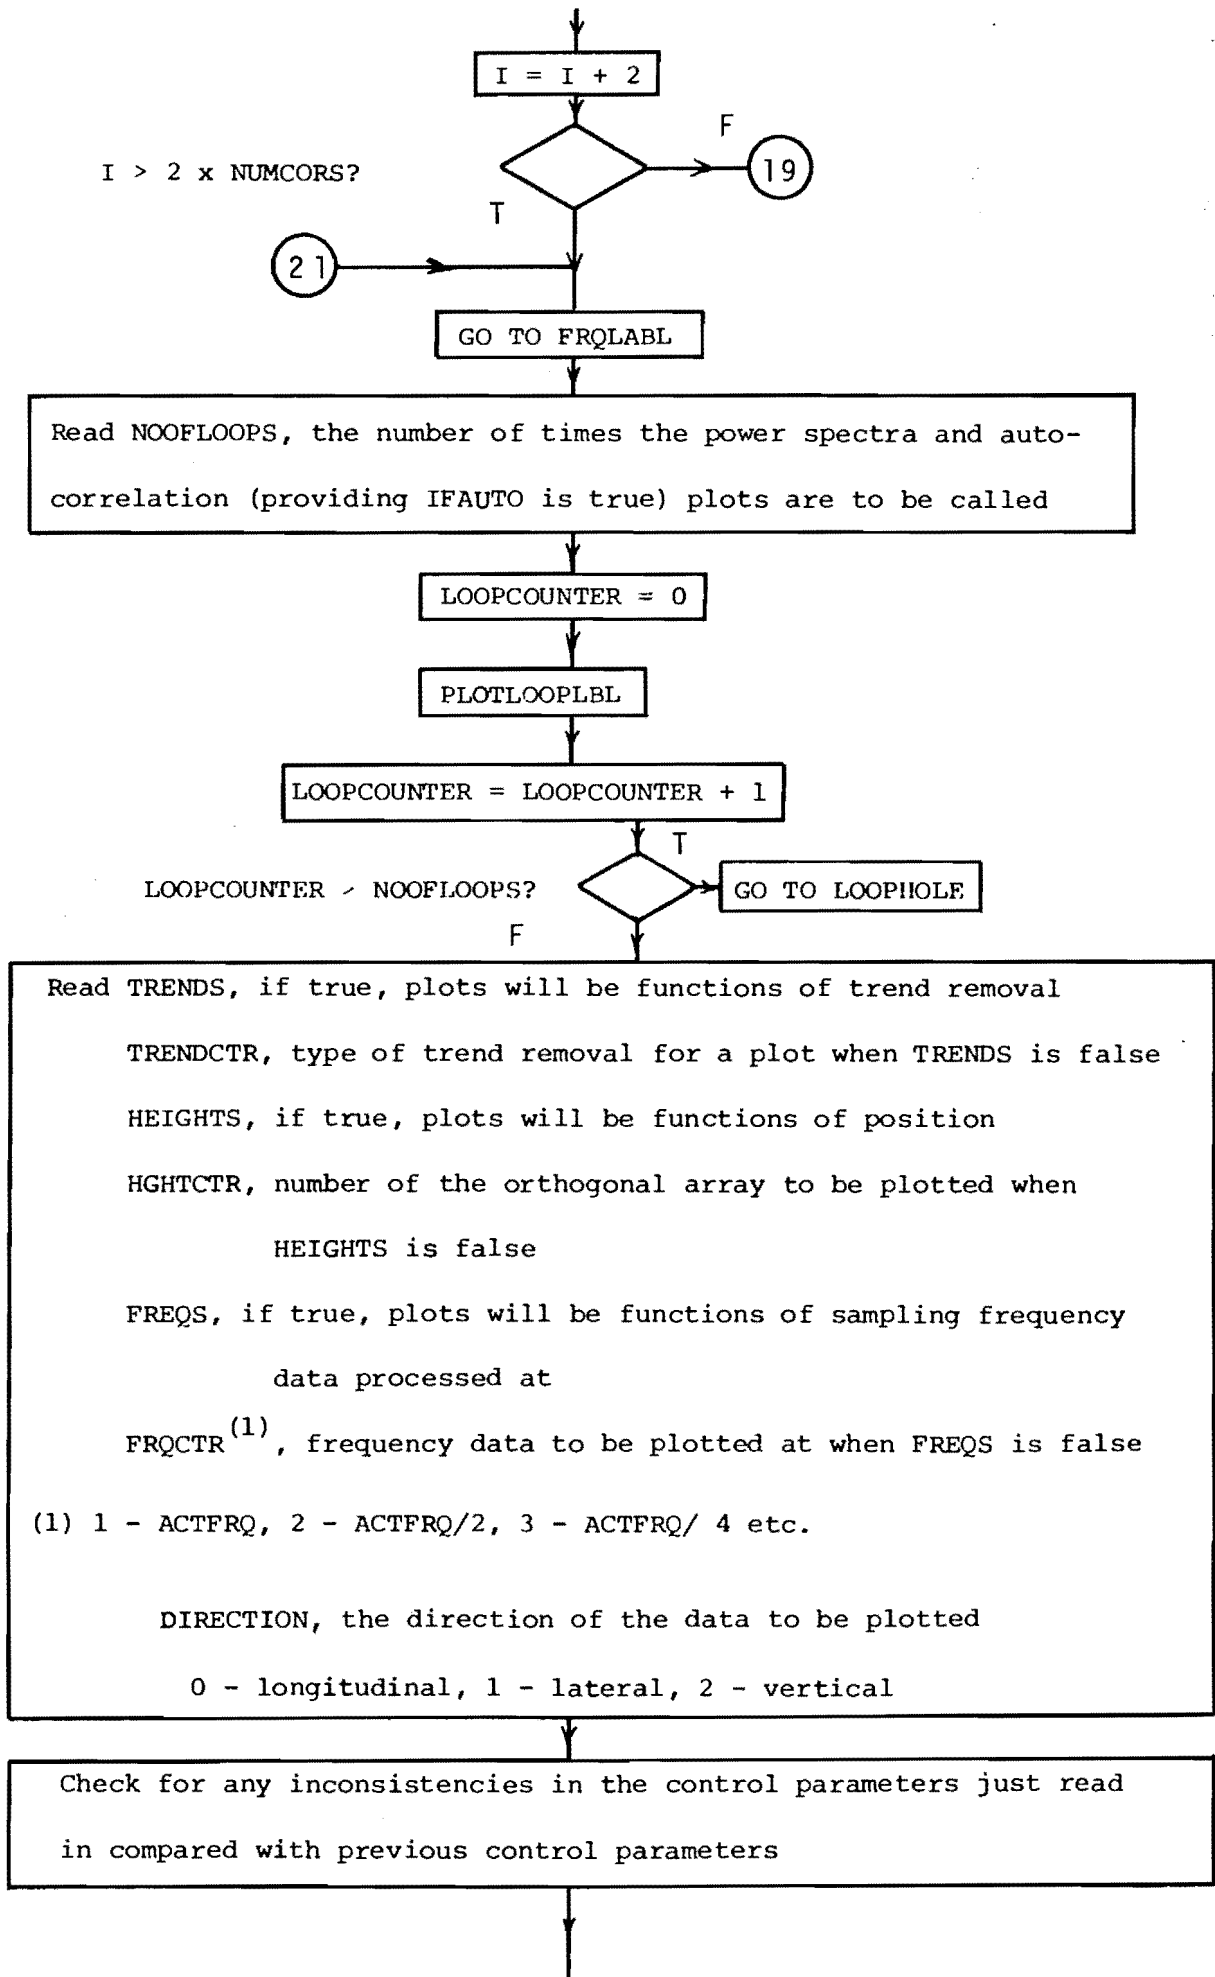 I = I + 2
F
I > 2 x NUMCORS?
19
T
21
GO TO FRQLABL
Read NOOFLOOPS, the number of times the power spectra and auto-
correlation (providing IFAUTO is true) plots are to be called
LOOPCOUNTER = 0
PLOTLOOPLBL
LOOPCOUNTER = LOOPCOUNTER + 1
T
LOOPCOUNTER NOOFLOOPS?
GO TO LOOPHOLE
F
Read TRENDS, if true, plots will be functions of trend removal
TRENDCTR, type of trend removal for a plot when TRENDS is false
HEIGHTS, if true, plots will be functions of position
HGHTCTR, number of the orthogonal array to be plotted when
HEIGHTS is false
FREQS, if true, plots will be functions of sampling frequency
data processed at
FRQCTR(1), frequency data to be plotted at when FREQS is false
(1) 1 - ACTFRQ, 2 - ACTFRQ/2, 3 - ACTFRQ/ 4 etc.
DIRECTION, the direction of the data to be plotted
0 - longitudinal, 1 - lateral, 2 - vertical
Check for any inconsistencies in the control parameters just read
in compared with previous control parameters